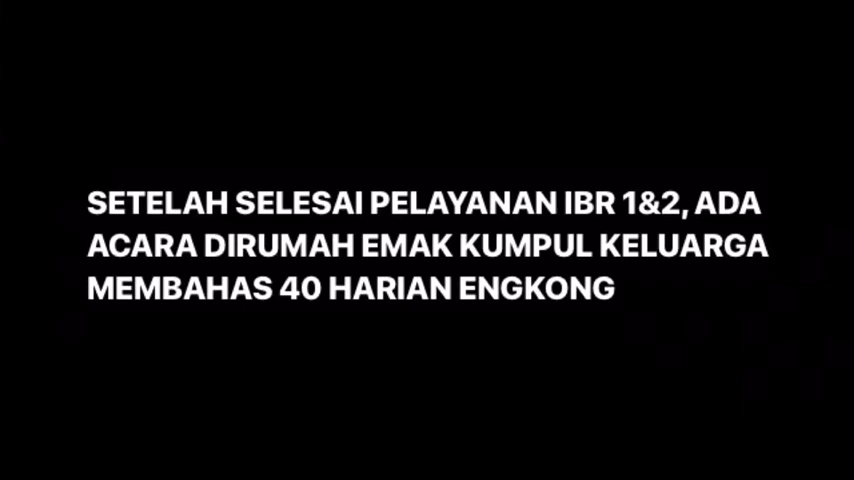 SETELAH SELESAI PELAYANAN IBR 1&2, ADA
ACARA DIRUMAH EMAK KUMPUL KELUARGA
MEMBAHAS 40 HARIAN ENGKONG